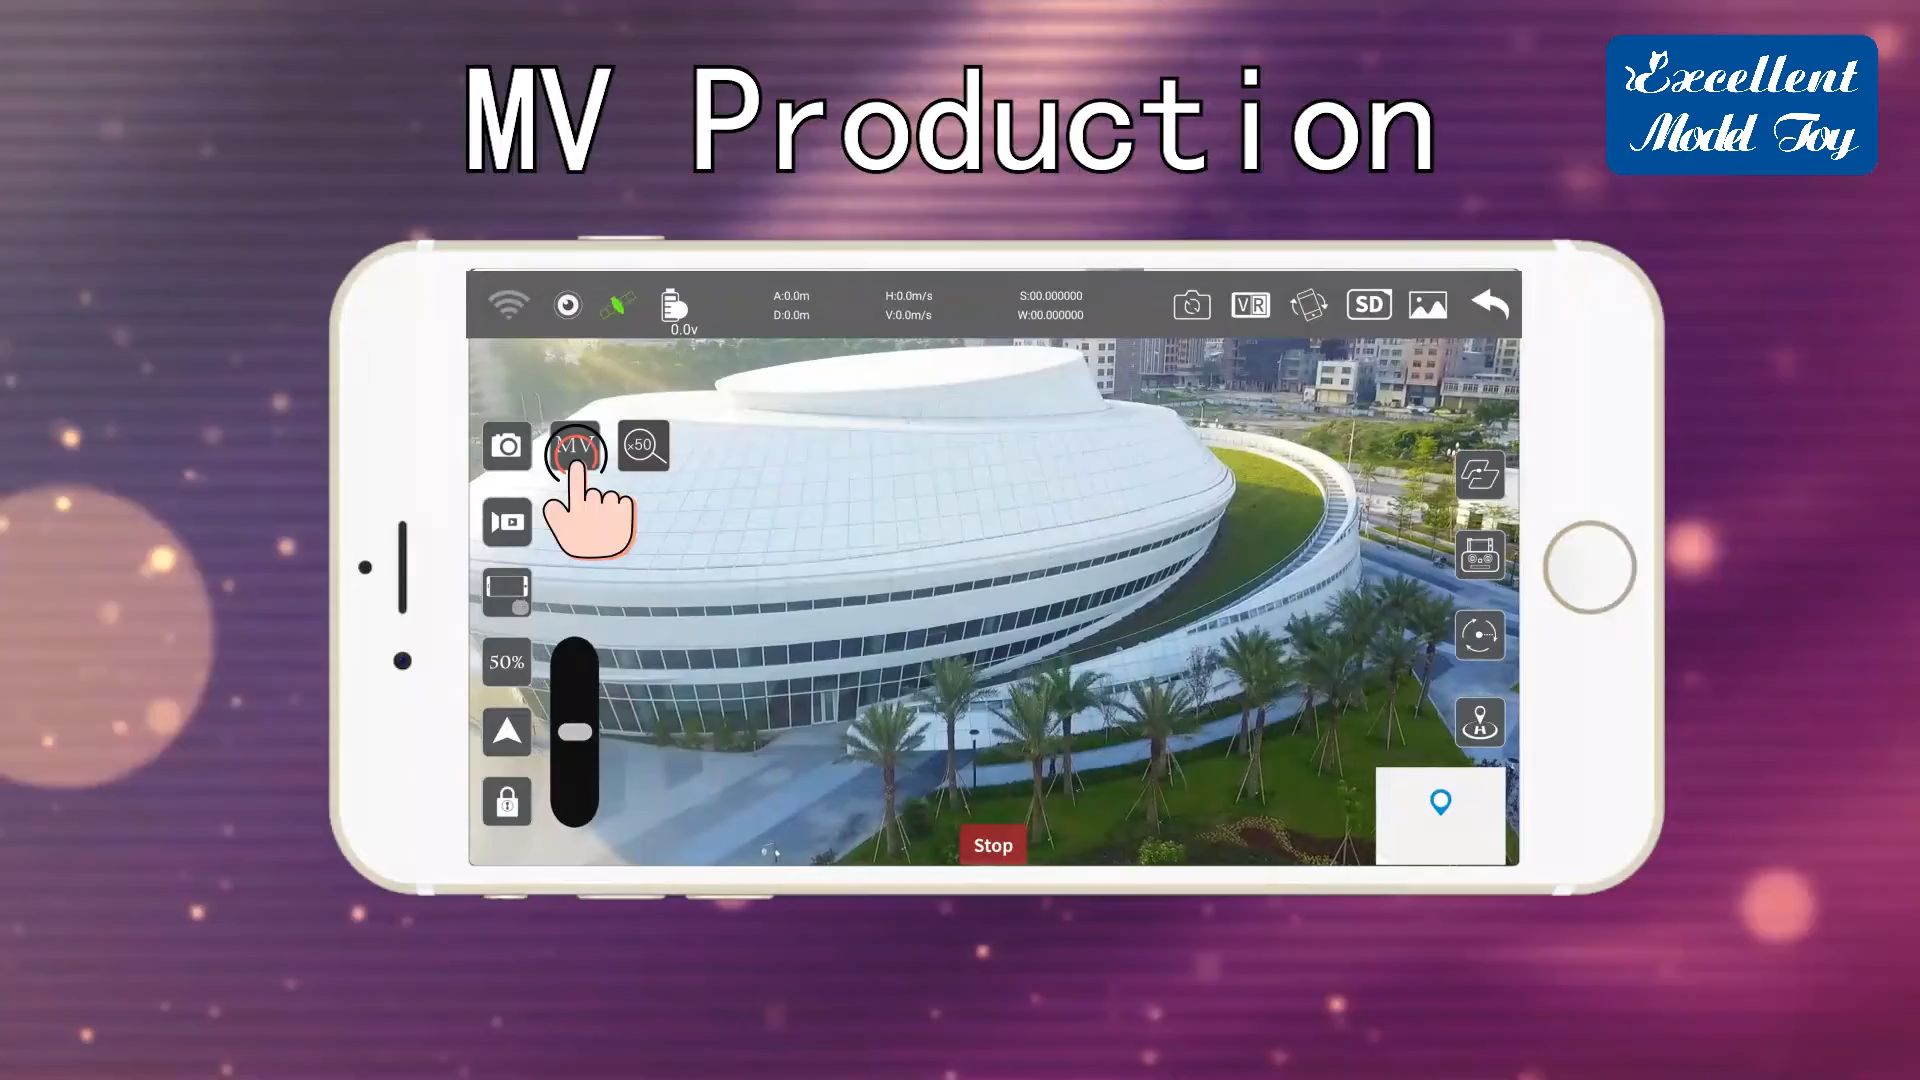 MV Production
Excellent
Model Toy
A:0.0m
H:0.0m/s
S:00.000000
D:0.0m
V:0.0m/s
W:00.000000
0.0v
VR
SD
MV
×50
50%
H
Stop